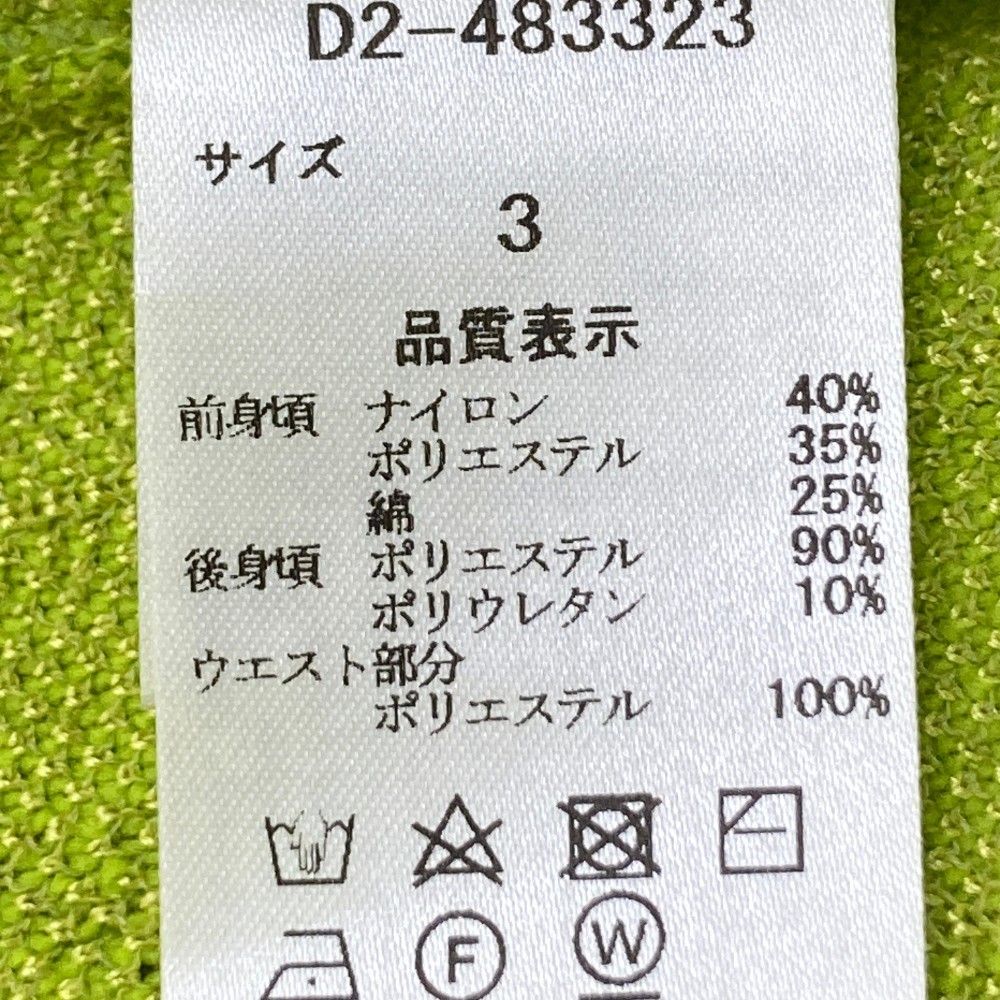 D2-483323
サイズ
3
品質表示
前身頃 ナイロン 40%
ポリエステル 35%
綿 25%
後身頃 ポリエステル 90%
ポリウレタン 10%
ウエスト部分
ポリエステル 100%
F W